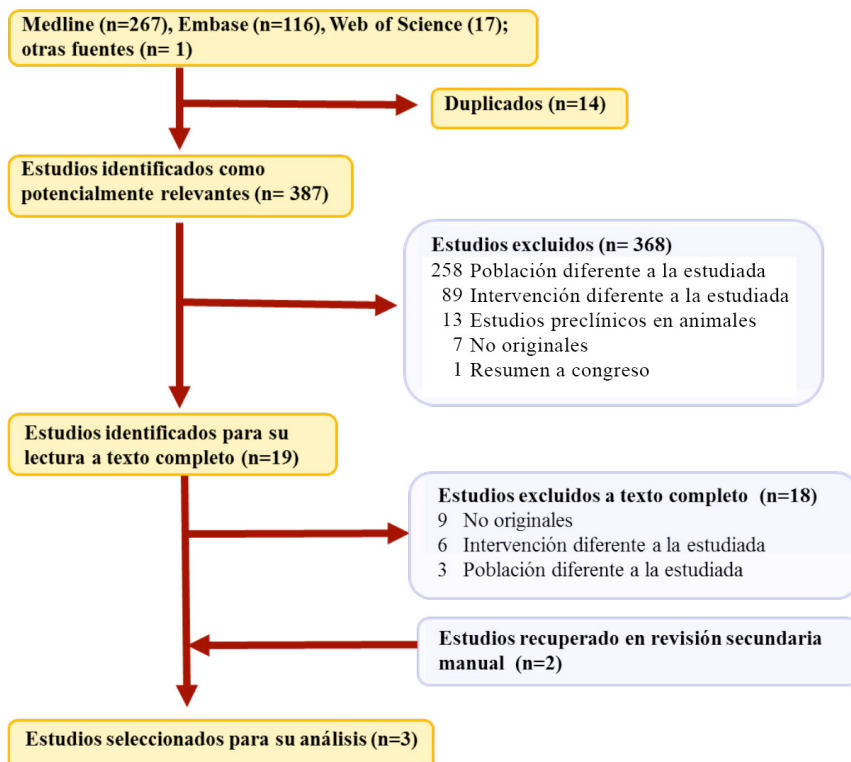 Medline (n=267), Embase (n=116), Web of Science (17);
otras fuentes (n= 1)
Duplicados (n=14)
Estudios identificados como
potencialmente relevantes (n= 387)
Estudios excluidos (n= 368)
258 Población diferente a la estudiada
89 Intervención diferente a la estudiada
13 Estudios preclínicos en animales
7 No originales
1 Resumen a congreso
Estudios identificados para su
lectura a texto completo (n=19)
Estudios excluidos a texto completo (n=18)
9 No originales
6 Intervención diferente a la estudiada
3 Población diferente a la estudiada
Estudios recuperado en revisión secundaria
manual (n=2)
Estudios seleccionados para su análisis (n=3)